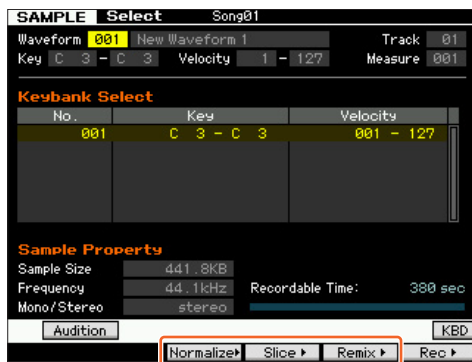 SAMPLE Select Song01
Waveform 001 New Waveform 1 Track 01
Key C 3 – C 3 Velocity 1 – 127 Measure 001
Keybank Select
No. Key Velocity
001 C 3 – C 3 001 – 127
Sample Property
Sample Size 441.8KB
Frequency 44.1kHz Recordable Time: 380 sec
Mono/Stereo stereo
Audition KBD
Normalize Slice Remix Rec